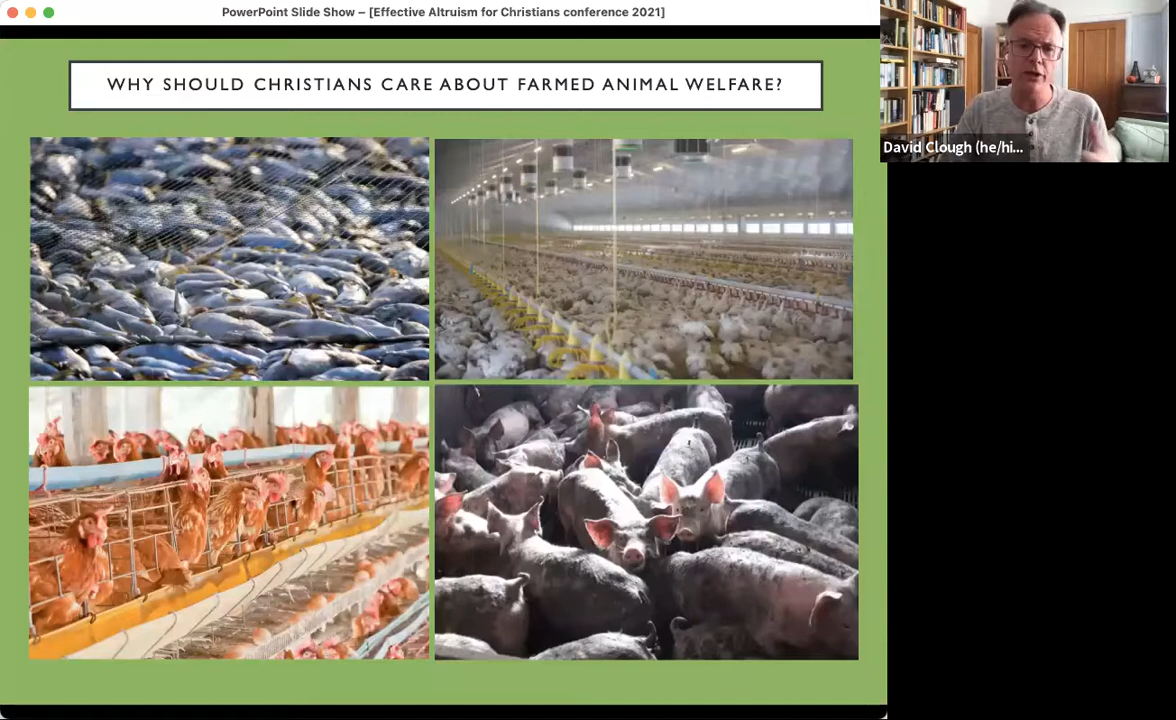 PowerPoint Slide Show – [Effective Altruism for Christians conference 2021]
WHY SHOULD CHRISTIANS CARE ABOUT FARMED ANIMAL WELFARE?
David Clough (he/hi...